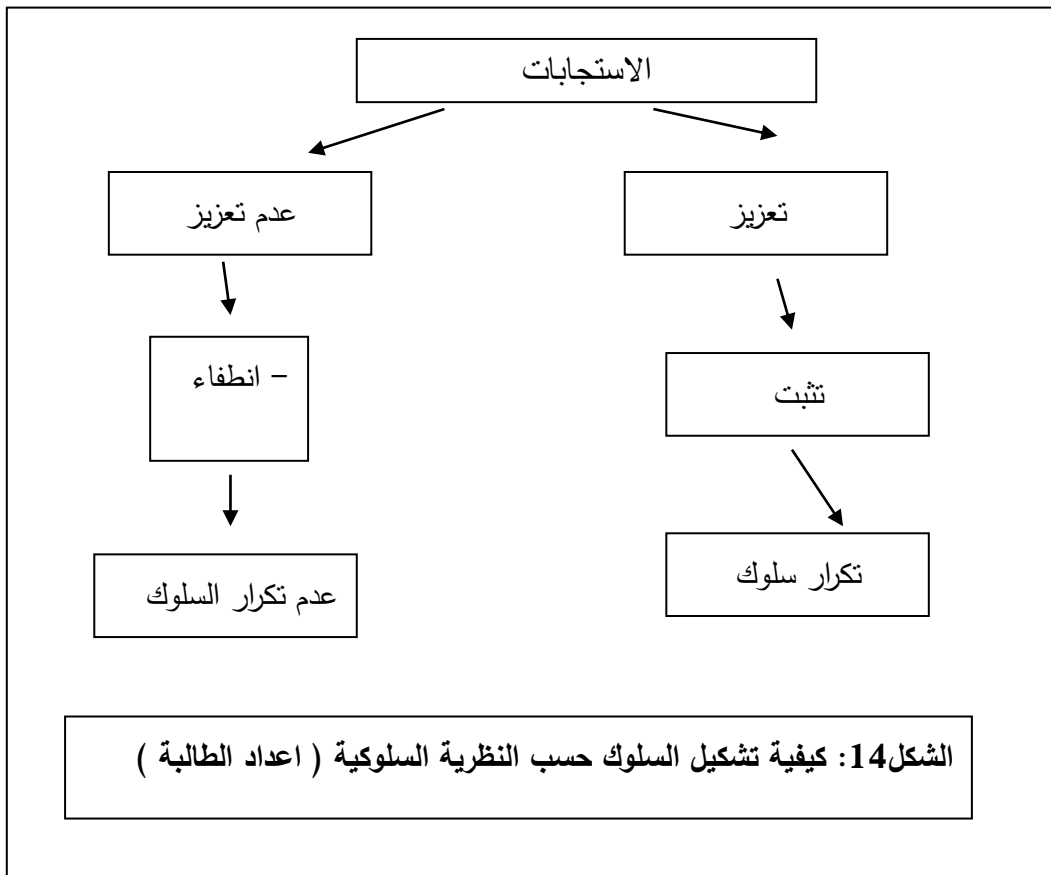 الاستجابات
تعزيز
عدم تعزيز
تثبت
– انطفاء
تكرار سلوك
عدم تكرار السلوك
الشكل14: كيفية تشكيل السلوك حسب النظرية السلوكية ( اعداد الطالبة )